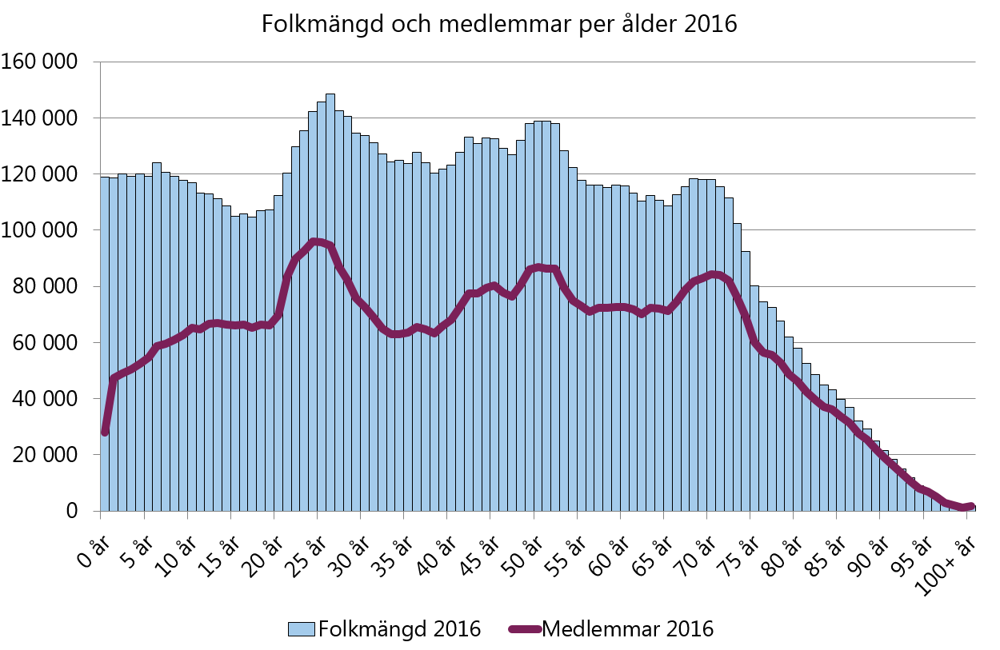 Folkmängd och medlemmar per ålder 2016
160 000
140 000
120 000
100 000
80 000
60 000
40 000
20 000
0
0 år
5 år
10 år
15 år
20 år
25 år
30 år
35 år
40 år
45 år
50 år
55 år
60 år
65 år
70 år
75 år
80 år
85 år
90 år
95 år
100+ år
Folkmängd 2016
Medlemmar 2016